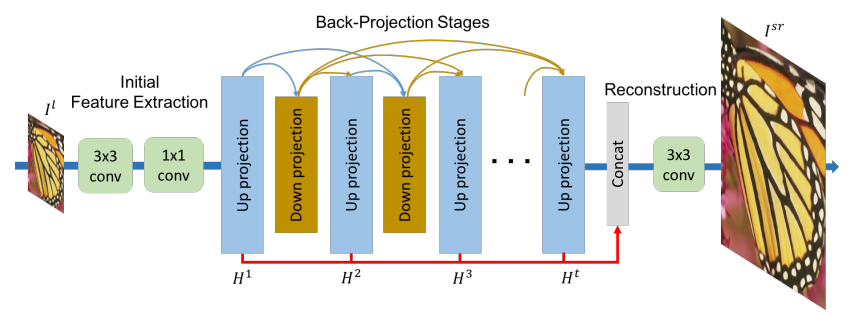 Back-Projection Stages
Initial
Feature Extraction
Reconstruction
I^l
I^{sr}
3x3
conv
1x1
conv
Up projection
Down projection
Up projection
Down projection
Up projection
. . .
Up projection
Concat
3x3
conv
H^1
H^2
H^3
H^t